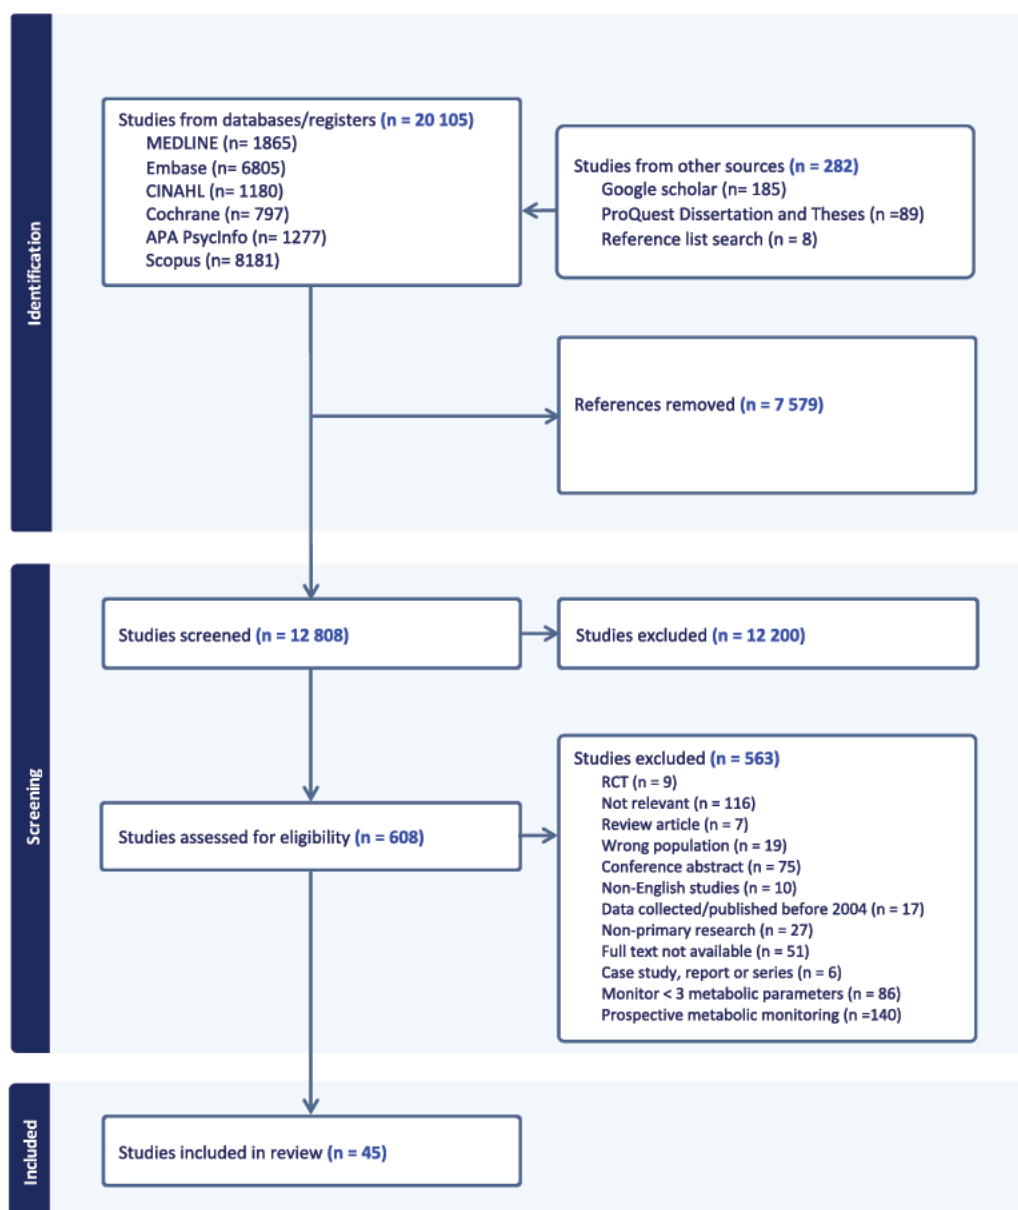 Identification
Studies from databases/registers (n = 20 105)
MEDLINE (n= 1865)
Embase (n= 6805)
CINAHL (n= 1180)
Cochrane (n= 797)
APA PsycInfo (n= 1277)
Scopus (n= 8181)
Studies from other sources (n = 282)
Google scholar (n= 185)
ProQuest Dissertation and Theses (n =89)
Reference list search (n = 8)
References removed (n = 7 579)
Screening
Studies screened (n = 12 808)
Studies excluded (n = 12 200)
Studies assessed for eligibility (n = 608)
Studies excluded (n = 563)
RCT (n = 9)
Not relevant (n = 116)
Review article (n = 7)
Wrong population (n = 19)
Conference abstract (n = 75)
Non-English studies (n = 10)
Data collected/published before 2004 (n = 17)
Non-primary research (n = 27)
Full text not available (n = 51)
Case study, report or series (n = 6)
Monitor < 3 metabolic parameters (n = 86)
Prospective metabolic monitoring (n =140)
Included
Studies included in review (n = 45)